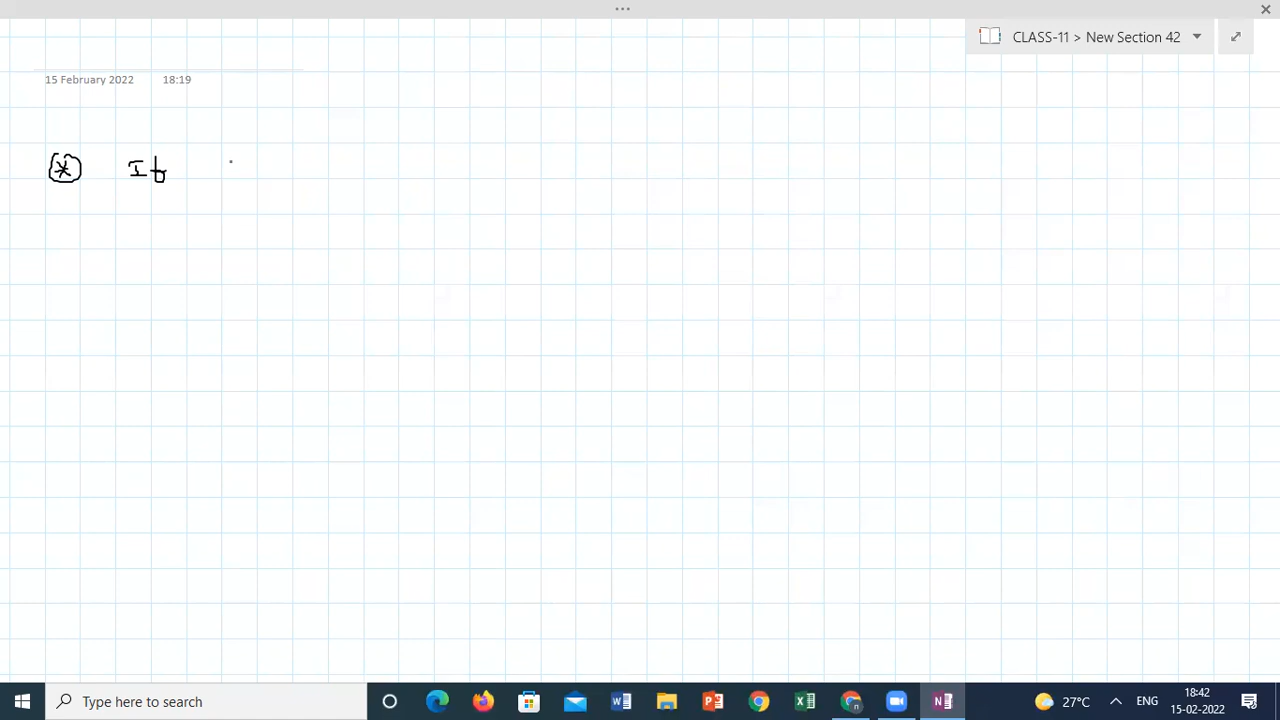 CLASS-11 > New Section 42
15 February 2022 18:19
If
Type here to search
27°C ENG 18:42
15-02-2022